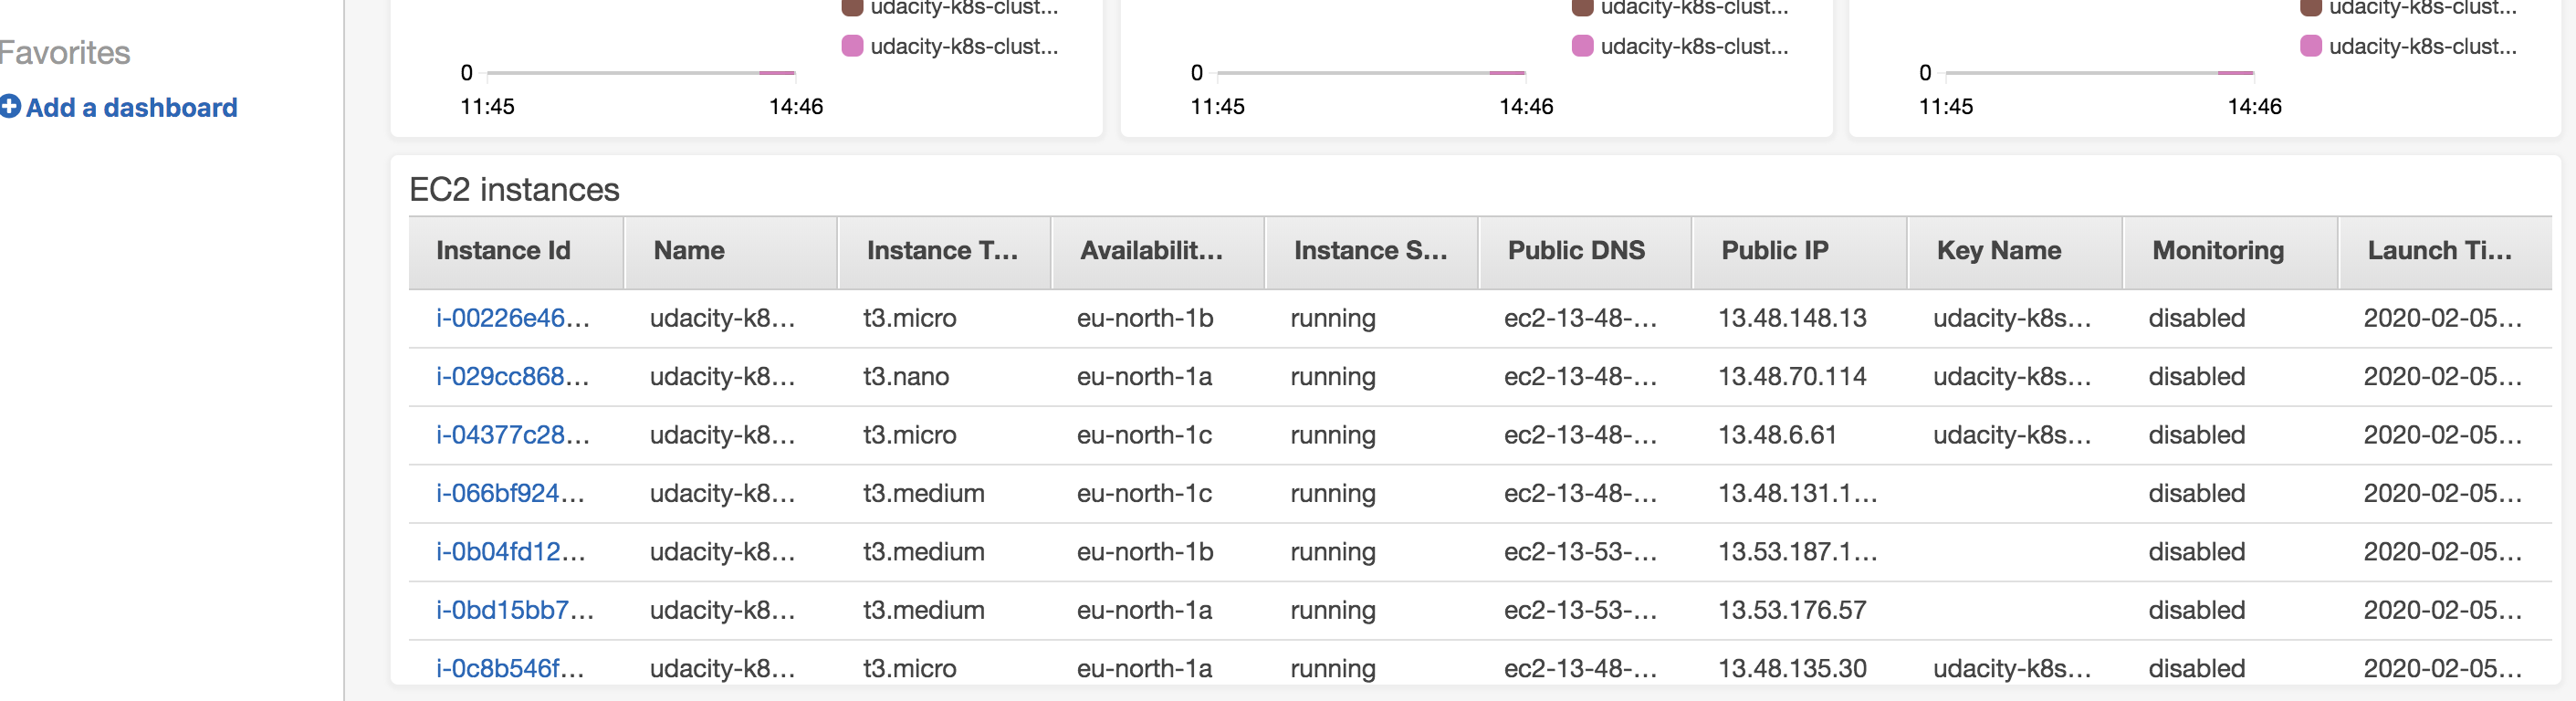 udacity-k8s-clust... udacity-k8s-clust... udacity-k8s-clust...
Favorites
udacity-k8s-clust... udacity-k8s-clust... udacity-k8s-clust...
0 0 0
Add a dashboard
11:45 14:46 11:45 14:46 11:45 14:46
EC2 instances
Instance Id Name Instance T... Availabilit... Instance S... Public DNS Public IP Key Name Monitoring Launch Ti...
i-00226e46... udacity-k8... t3.micro eu-north-1b running ec2-13-48-... 13.48.148.13 udacity-k8s... disabled 2020-02-05...
i-029cc868... udacity-k8... t3.nano eu-north-1a running ec2-13-48-... 13.48.70.114 udacity-k8s... disabled 2020-02-05...
i-04377c28... udacity-k8... t3.micro eu-north-1c running ec2-13-48-... 13.48.6.61 udacity-k8s... disabled 2020-02-05...
i-066bf924... udacity-k8... t3.medium eu-north-1c running ec2-13-48-... 13.48.131.1... disabled 2020-02-05...
i-0b04fd12... udacity-k8... t3.medium eu-north-1b running ec2-13-53-... 13.53.187.1... disabled 2020-02-05...
i-0bd15bb7... udacity-k8... t3.medium eu-north-1a running ec2-13-53-... 13.53.176.57 disabled 2020-02-05...
i-0c8b546f... udacity-k8... t3.micro eu-north-1a running ec2-13-48-... 13.48.135.30 udacity-k8s... disabled 2020-02-05...